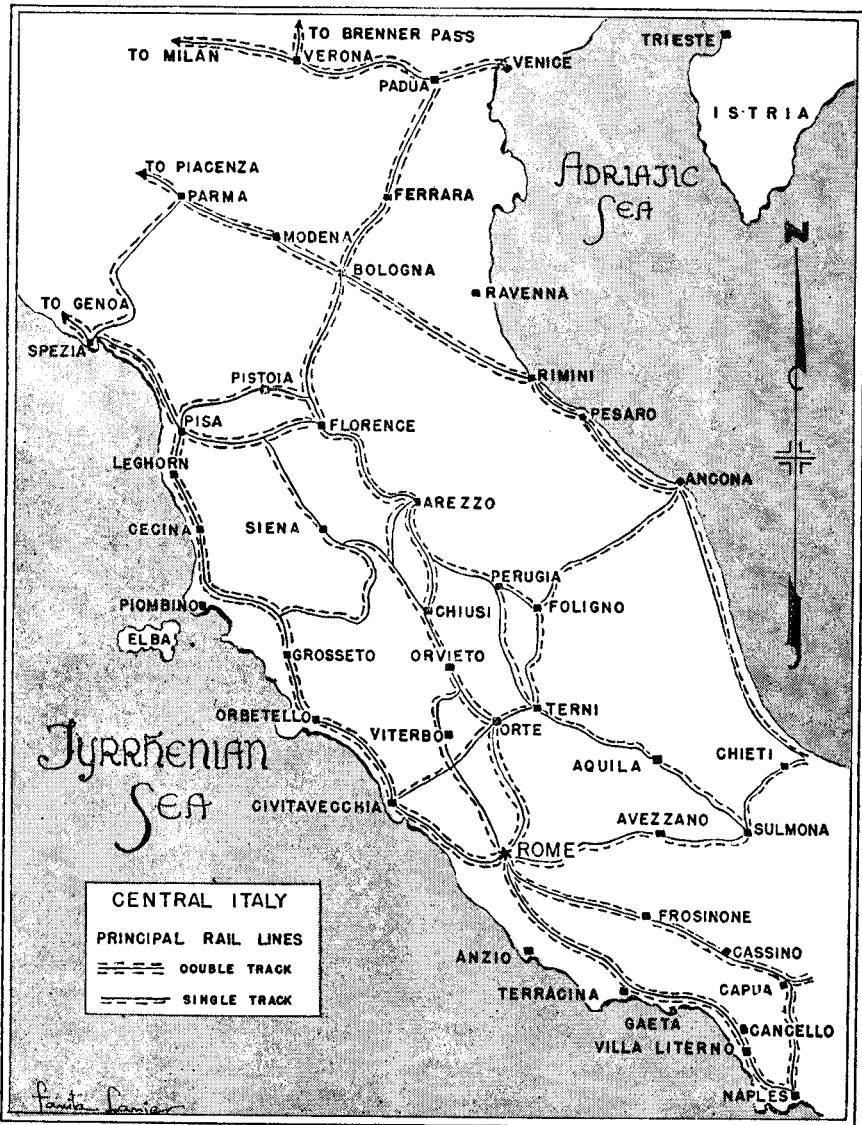 TO BRENNER PASS
TO MILAN
VERONA
VENICE
PADUA
TRIESTE
ISTRIA
TO PIACENZA
PARMA
FERRARA
ADRIATIC
SEA
N
MODENA
BOLOGNA
RAVENNA
TO GENOA
SPEZIA
PISTOIA
RIMINI
PISA
FLORENCE
PESARO
LEGHORN
AREZZO
ANCONA
CECINA
SIENA
PERUGIA
PIOMBINO
CHIUSI
FOLIGNO
ELBA
GROSSETO
ORVIETO
ORBETELLO
TERNI
VITERBO
ORTE
TYRRHENIAN
SEA
AQUILA
CHIETI
CIVITAVECCHIA
AVEZZANO
SULMONA
ROME
CENTRAL ITALY
PRINCIPAL RAIL LINES
DOUBLE TRACK
SINGLE TRACK
FROSINONE
ANZIO
CASSINO
TERRACINA
CAPUA
GAETA
CANCELLO
VILLA LITERNO
NAPLES